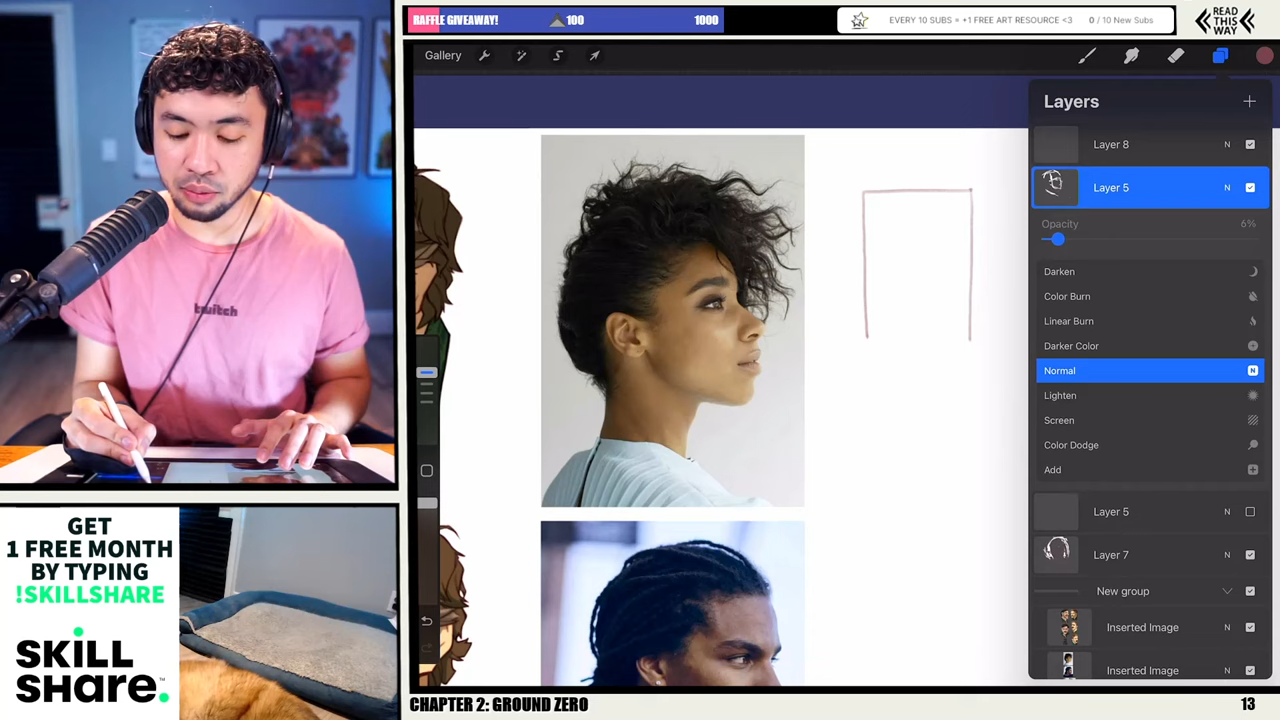 RAFFLE GIVEAWAY!
100
1000
EVERY 10 SUBS = +1 FREE ART RESOURCE <3
0 / 10 New Subs
READ
THIS
WAY
Gallery
Layers
Layer 8
N
Layer 5
N
Opacity
6%
Darken
Color Burn
Linear Burn
Darker Color
Normal
N
Lighten
Screen
Color Dodge
Add
Layer 5
N
Layer 7
N
New group
Inserted Image
N
Inserted Image
N
twitch
GET
1 FREE MONTH
BY TYPING
!SKILLSHARE
SKILL
SHARE.
CHAPTER 2: GROUND ZERO
13